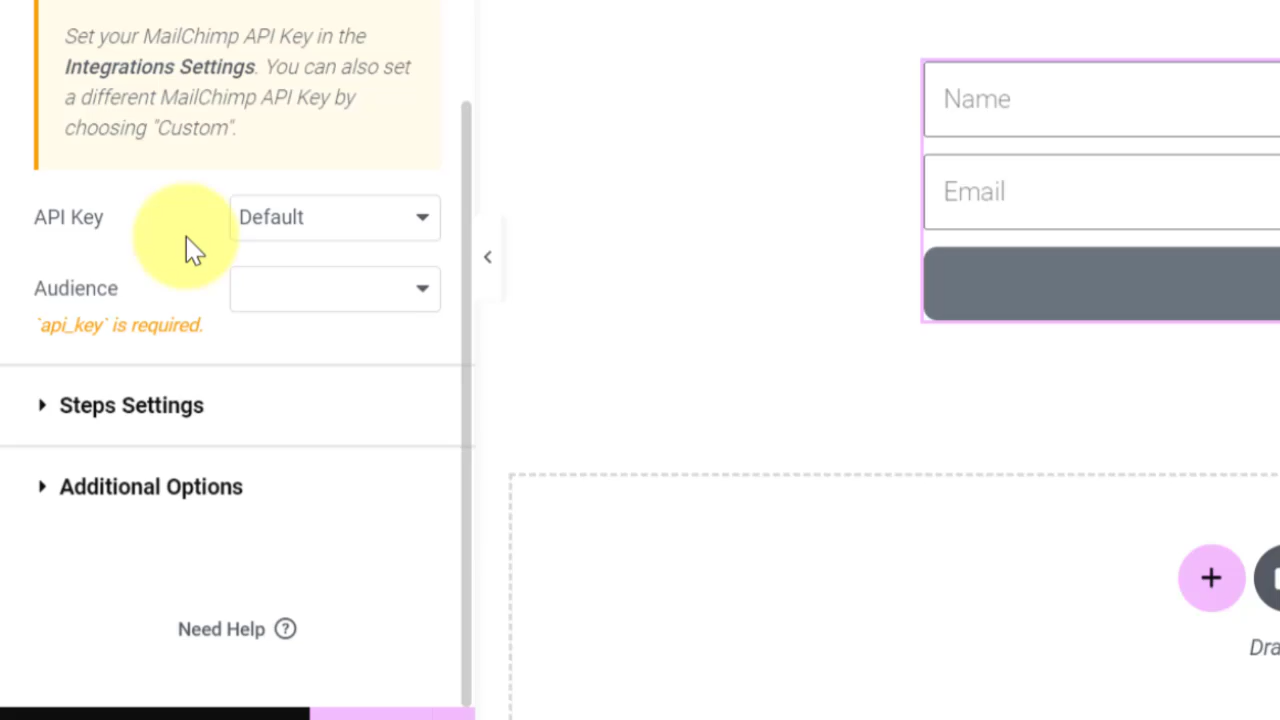 Set your MailChimp API Key in the
Integrations Settings. You can also set
a different MailChimp API Key by
choosing "Custom".
API Key
Default
Audience
`api_key` is required.
Steps Settings
Additional Options
Need Help
Name
Email
Dra